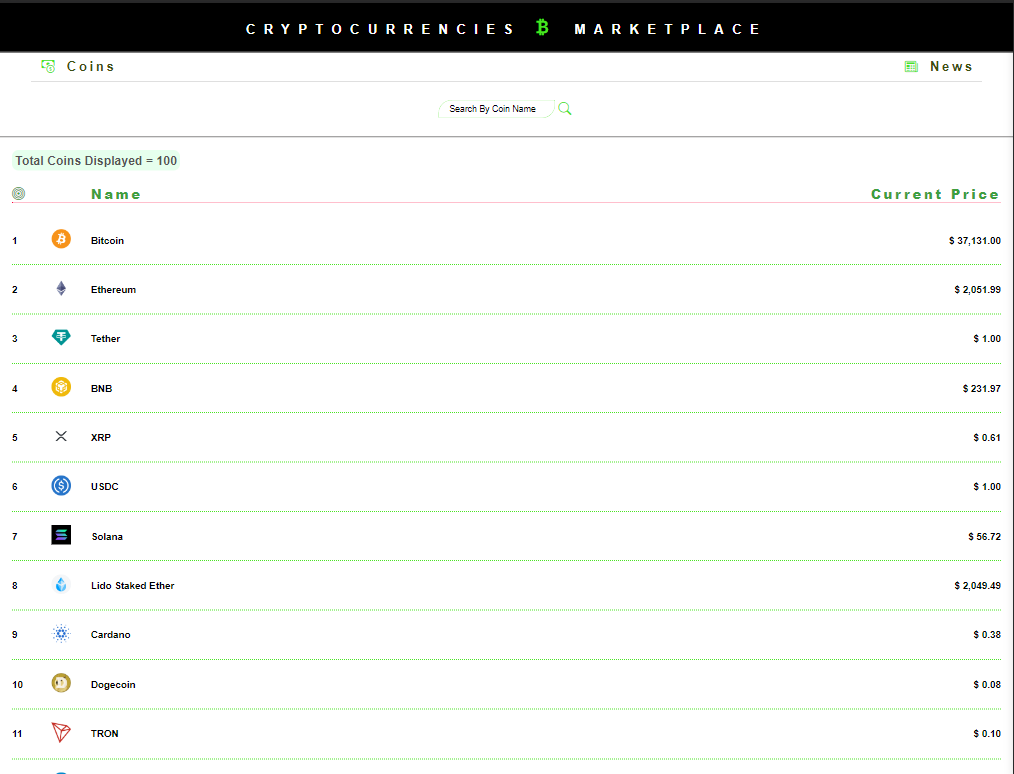 CRYPTOCURRENCIES MARKETPLACE
Coins News
Search By Coin Name
Total Coins Displayed = 100
Name Current Price
1 Bitcoin $ 37,131.00
2 Ethereum $ 2,051.99
3 Tether $ 1.00
4 BNB $ 231.97
5 XRP $ 0.61
6 USDC $ 1.00
7 Solana $ 56.72
8 Lido Staked Ether $ 2,049.49
9 Cardano $ 0.38
10 Dogecoin $ 0.08
11 TRON $ 0.10